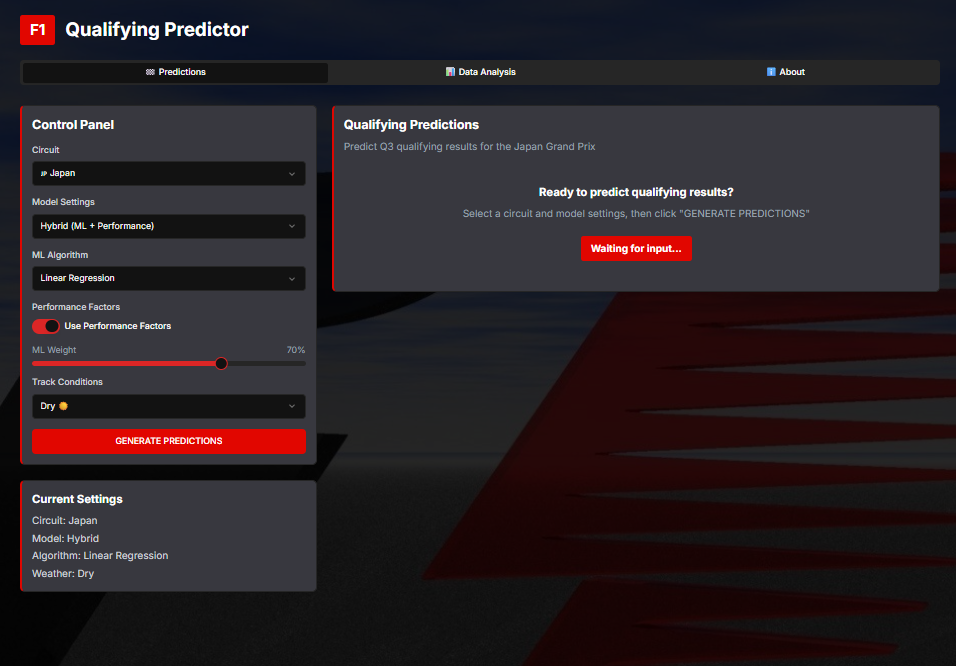 F1 Qualifying Predictor
Predictions
Data Analysis
About
Control Panel
Circuit
Japan
Model Settings
Hybrid (ML + Performance)
ML Algorithm
Linear Regression
Performance Factors
Use Performance Factors
ML Weight 70%
Track Conditions
Dry
GENERATE PREDICTIONS
Current Settings
Circuit: Japan
Model: Hybrid
Algorithm: Linear Regression
Weather: Dry
Qualifying Predictions
Predict Q3 qualifying results for the Japan Grand Prix
Ready to predict qualifying results?
Select a circuit and model settings, then click "GENERATE PREDICTIONS"
Waiting for input...